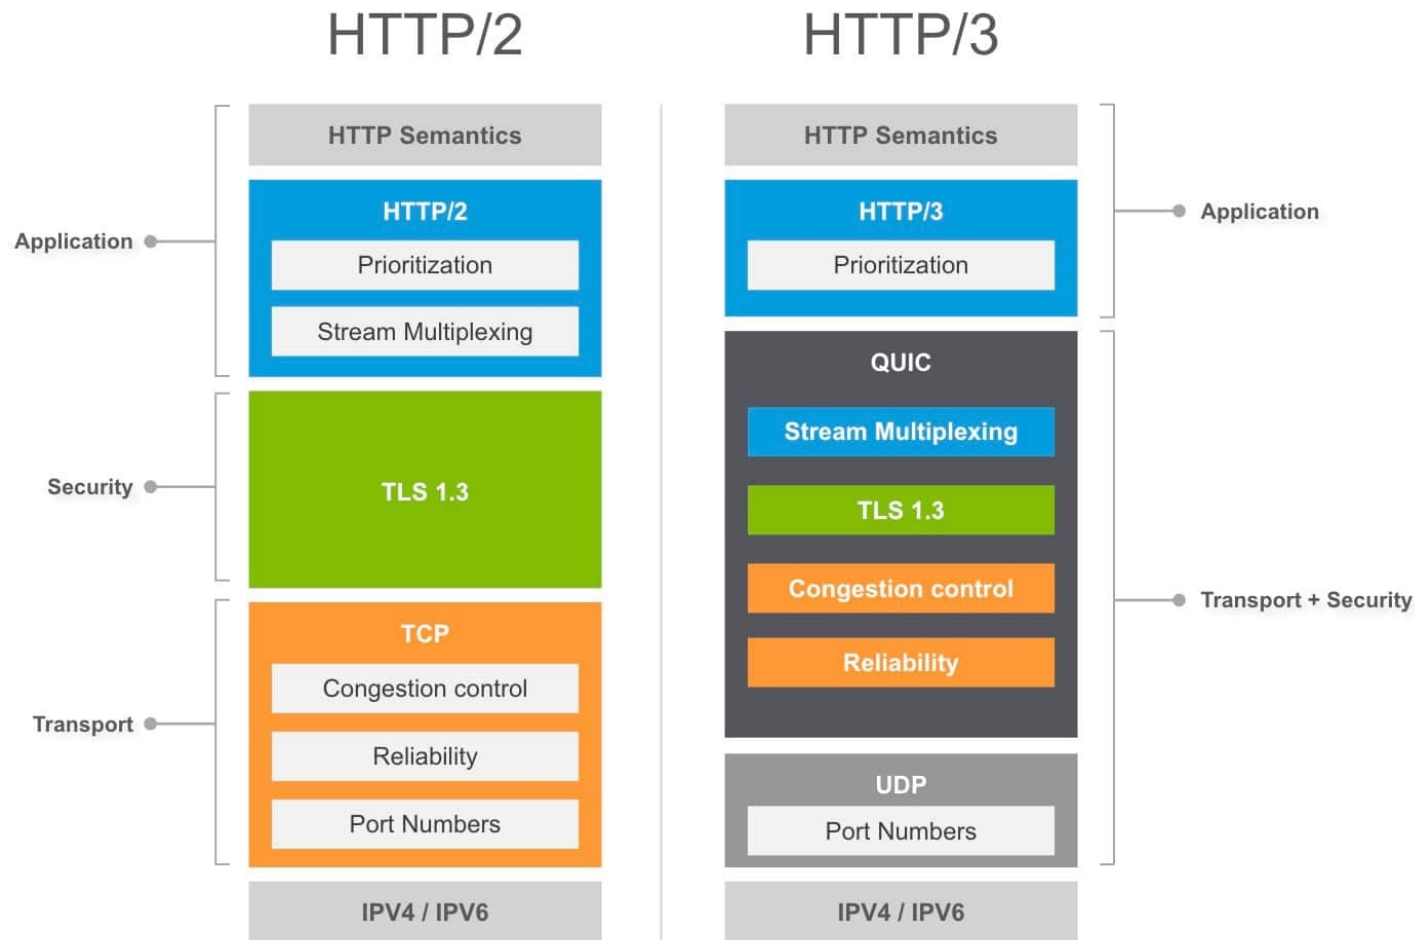 HTTP/2
HTTP Semantics
HTTP/2
Prioritization
Stream Multiplexing
Application
TLS 1.3
Security
TCP
Congestion control
Reliability
Port Numbers
Transport
IPV4 / IPV6
HTTP/3
HTTP Semantics
HTTP/3
Prioritization
Application
QUIC
Stream Multiplexing
TLS 1.3
Congestion control
Reliability
Transport + Security
UDP
Port Numbers
IPV4 / IPV6